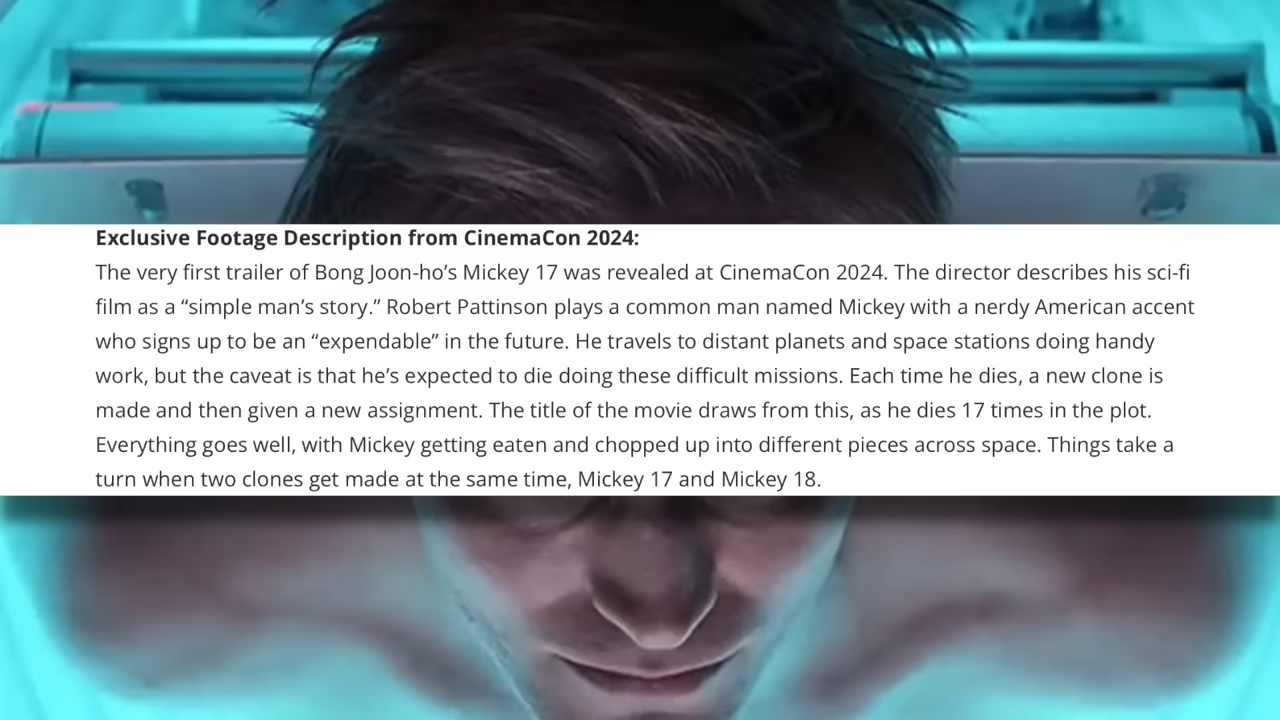 Exclusive Footage Description from CinemaCon 2024:
The very first trailer of Bong Joon-ho’s Mickey 17 was revealed at CinemaCon 2024. The director describes his sci-fi
film as a “simple man’s story.” Robert Pattinson plays a common man named Mickey with a nerdy American accent
who signs up to be an “expendable” in the future. He travels to distant planets and space stations doing handy
work, but the caveat is that he’s expected to die doing these difficult missions. Each time he dies, a new clone is
made and then given a new assignment. The title of the movie draws from this, as he dies 17 times in the plot.
Everything goes well, with Mickey getting eaten and chopped up into different pieces across space. Things take a
turn when two clones get made at the same time, Mickey 17 and Mickey 18.